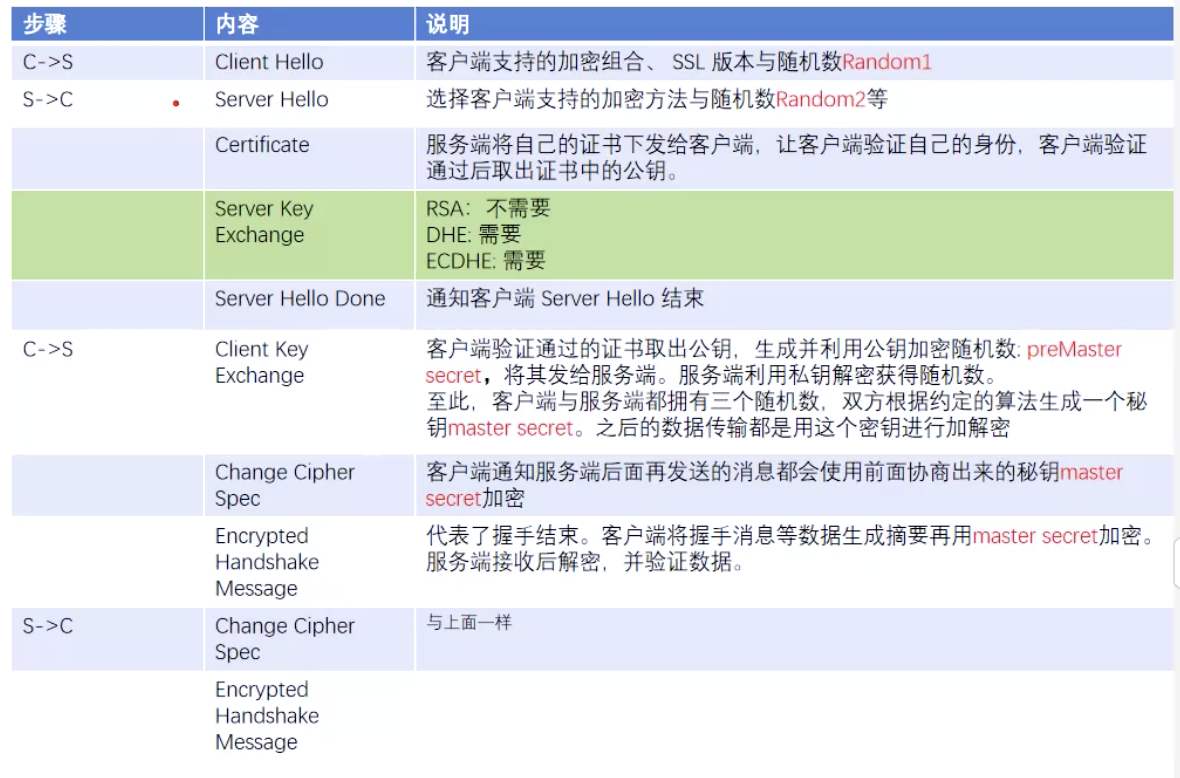 步骤 内容 说明
C->S Client Hello 客户端支持的加密组合、 SSL 版本与随机数Random1
S->C Server Hello 选择客户端支持的加密方法与随机数Random2等
Certificate 服务端将自己的证书下发给客户端，让客户端验证自己的身份，客户端验证
通过后取出证书中的公钥。
Server Key RSA： 不需要
Exchange DHE: 需要
ECDHE: 需要
Server Hello Done 通知客户端 Server Hello 结束
C->S Client Key 客户端验证通过的证书取出公钥，生成并利用公钥加密随机数: preMaster
Exchange secret，将其发给服务端。服务端利用私钥解密获得随机数。
至此，客户端与服务端都拥有三个随机数，双方根据约定的算法生成一个秘
钥master secret。之后的数据传输都是用这个密钥进行加解密
Change Cipher 客户端通知服务端后面再发送的消息都会使用前面协商出来的秘钥master
Spec secret加密
Encrypted 代表了握手结束。客户端将握手消息等数据生成摘要再用master secret加密。
Handshake 服务端接收后解密，并验证数据。
Message
S->C Change Cipher 与上面一样
Spec
Encrypted
Handshake
Message